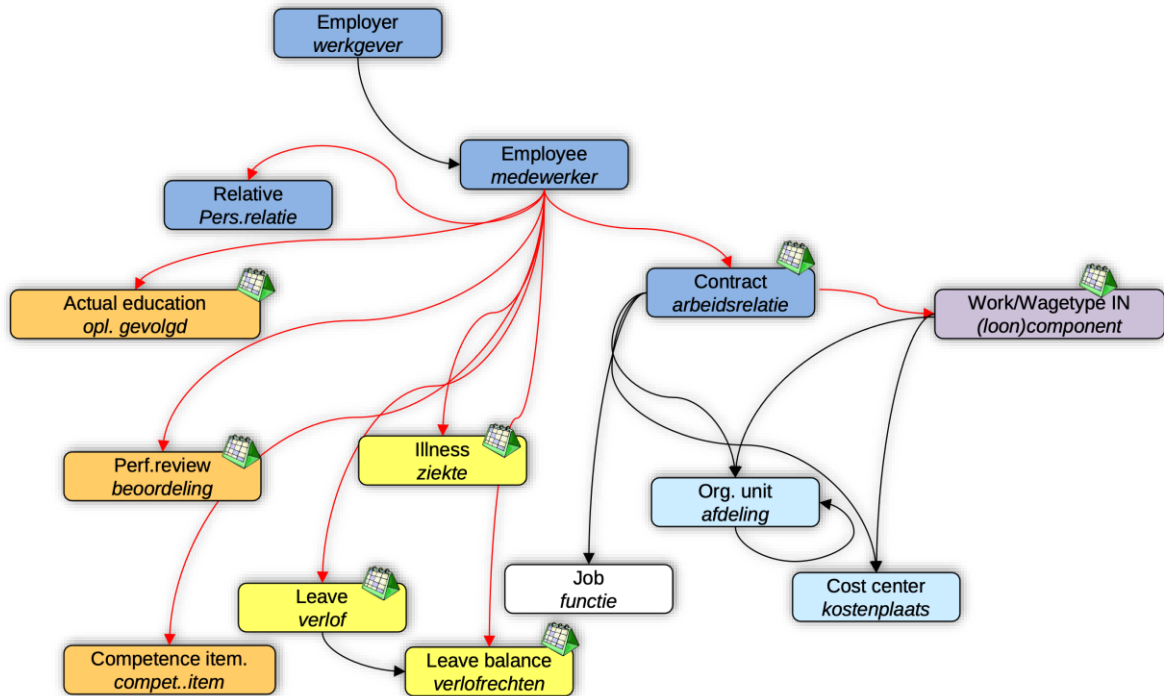 Employer
werkgever
Employee
medewerker
Relative
Pers.relatie
Contract
arbeidsrelatie
Actual education
opl. gevolgd
Work/Wagetype IN
(loon)component
Perf.review
beoordeling
Illness
ziekte
Org. unit
afdeling
Job
functie
Cost center
kostenplaats
Leave
verlof
Competence item.
compet..item
Leave balance
verlofrechten